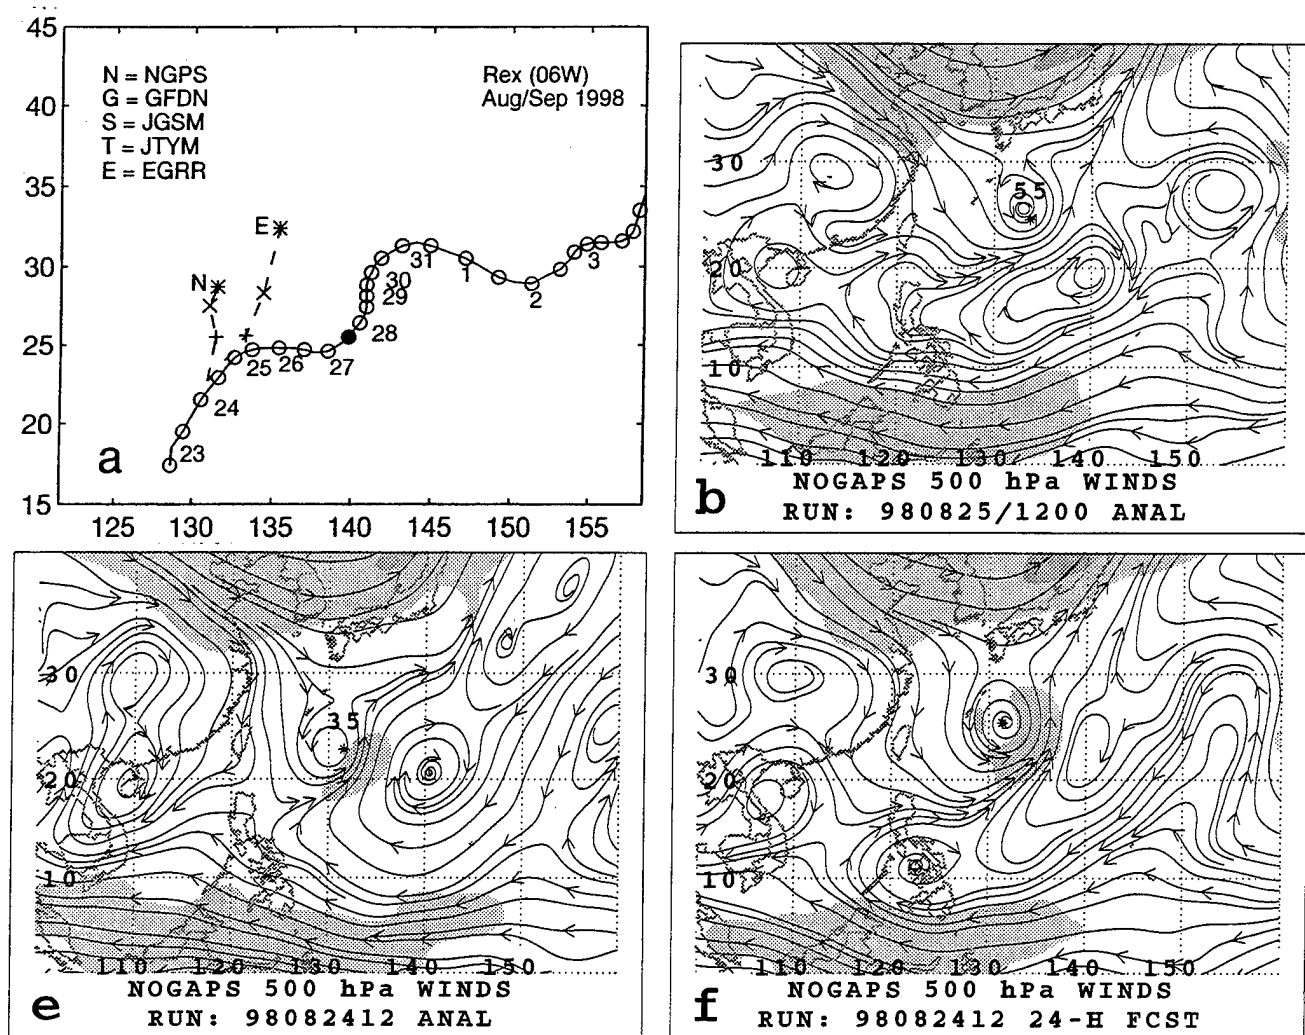 45
40
35
30
25
20
15
N = NGPS
G = GFDN
S = JGSM
T = JTYM
E = EGRR
Rex (06W)
Aug/Sep 1998
E
N
31
30
29
28
1
2
3
25
26
27
24
23
a
125
130
135
140
145
150
155
30
55
20
10
110 120 130 140 150
b
NOGAPS 500 hPa WINDS
RUN: 980825/1200 ANAL
30
35
20
10
110 120 130 140 150
e
NOGAPS 500 hPa WINDS
RUN: 98082412 ANAL
30
20
10
110 120 130 140 150
f
NOGAPS 500 hPa WINDS
RUN: 98082412 24-H FCST